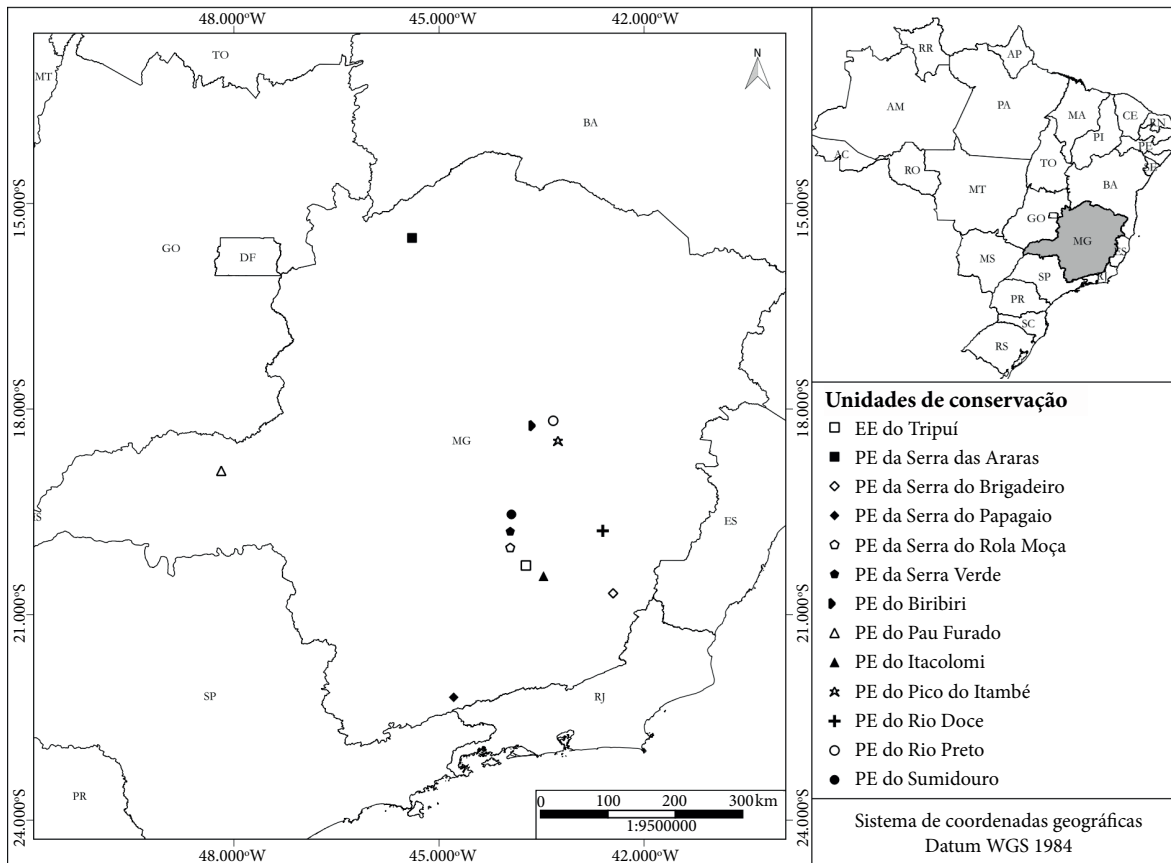 48.000°W 45.000°W 42.000°W
TO
MT
N
BA
15.000°S 15.000°S
GO
DF
18.000°S 18.000°S
MG
ES
21.000°S 21.000°S
SP
RJ
PR
0 100 200 300 km
1:9500000
24.000°S 24.000°S
48.000°W 45.000°W 42.000°W
RR
AP
AM
PA
MA
CE
RN
PI
PE
AC
TO
SE
RO
BA
MT
GO
MG
ES
MS
SP
RJ
PR
SC
RS
Unidades de conservação
EE do Tripuí
PE da Serra das Araras
PE da Serra do Brigadeiro
PE da Serra do Papagaio
PE da Serra do Rola Moça
PE da Serra Verde
PE do Biribiri
PE do Pau Furado
PE do Itacolomi
PE do Pico do Itambé
PE do Rio Doce
PE do Rio Preto
PE do Sumidouro
Sistema de coordenadas geográficas
Datum WGS 1984